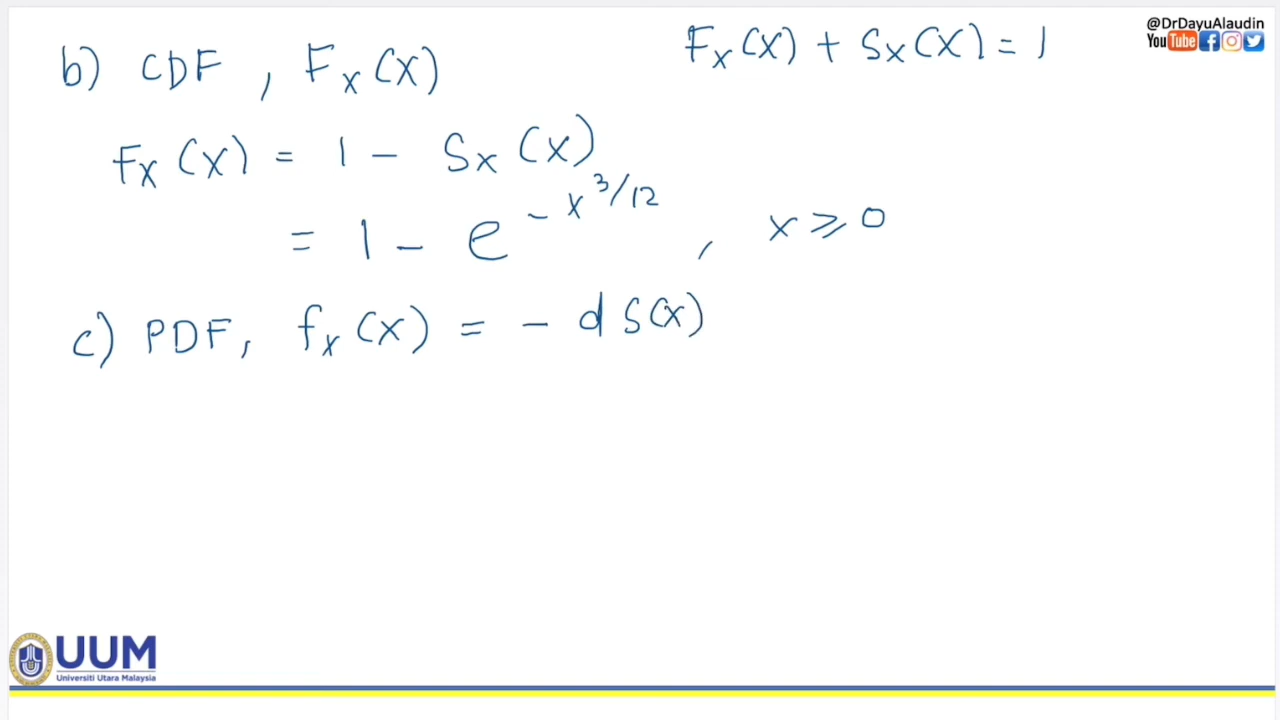 @DrDayuAlaudin
YouTube
b) CDF , Fₓ(x)
Fₓ(x) + Sₓ(x) = 1
Fₓ(x) = 1 - Sₓ(x)
= 1 - e^(-x³/12) , x ≥ 0
c) PDF, fₓ(x) = - d S(x)
UUM
Universiti Utara Malaysia